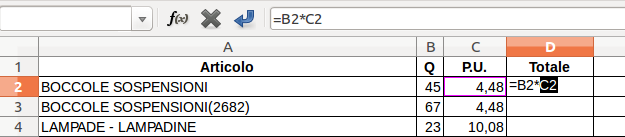 f(x) =B2*C2
A B C D
1 Articolo Q P.U. Totale
2 BOCCOLE SOSPENSIONI 45 4,48 =B2*C2
3 BOCCOLE SOSPENSIONI(2682) 67 4,48
4 LAMPADE - LAMPADINE 23 10,08